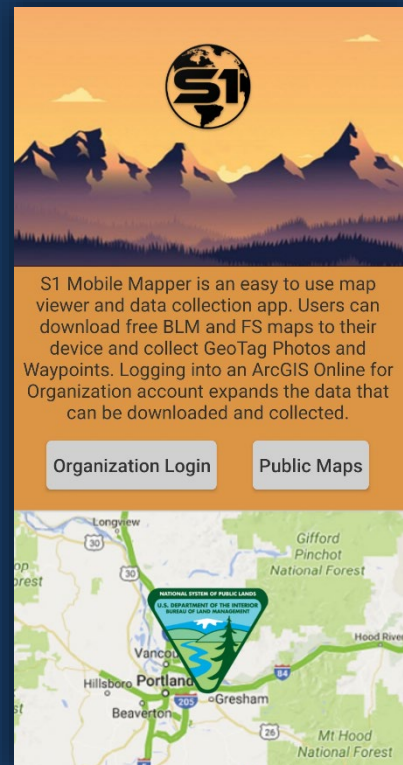 S1
S1 Mobile Mapper is an easy to use map
viewer and data collection app. Users can
download free BLM and FS maps to their
device and collect GeoTag Photos and
Waypoints. Logging into an ArcGIS Online for
Organization account expands the data that
can be downloaded and collected.
Organization Login
Public Maps
Longview
30
Gifford
Pinchot
National Forest
op
orest
30
NATIONAL SYSTEM OF PUBLIC LANDS
U.S. DEPARTMENT OF THE INTERIOR
BUREAU OF LAND MANAGEMENT
Vancou
Hood River
84
Hillsboro
Portland
205
Gresham
Beaverton
st
26
Mt Hood
National Forest